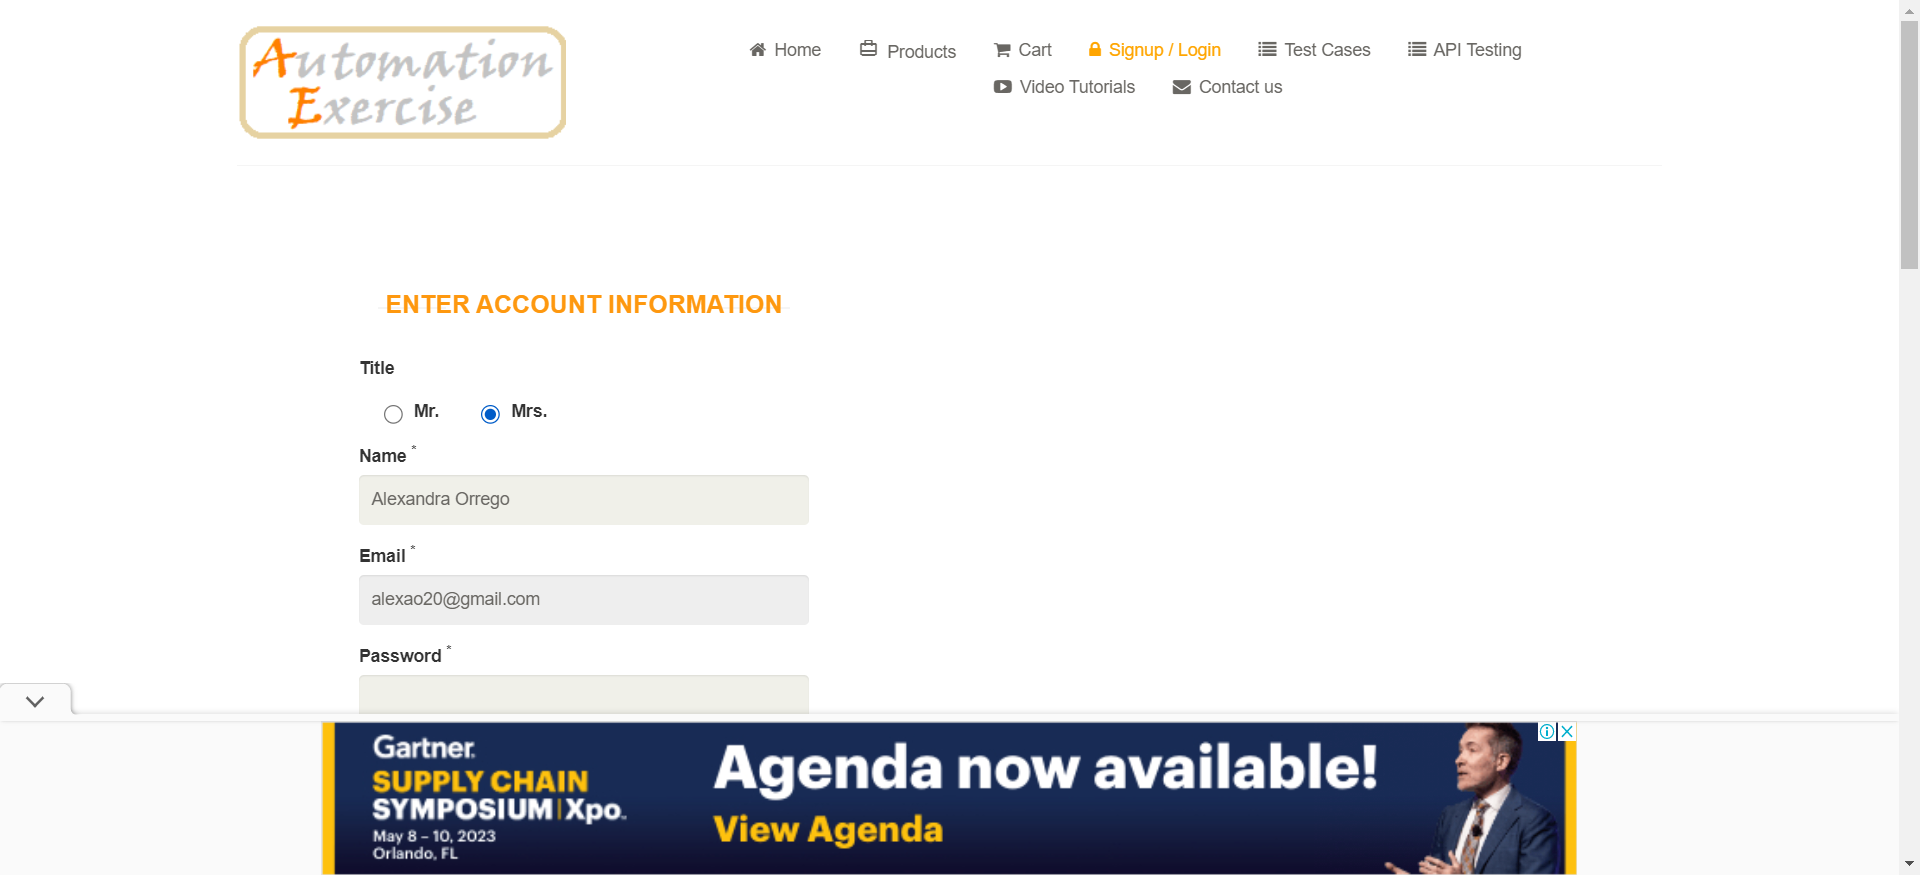 Automation
Exercise
Home
Products
Cart
Signup / Login
Test Cases
API Testing
Video Tutorials
Contact us
ENTER ACCOUNT INFORMATION
Title
Mr.
Mrs.
Name *
Alexandra Orrego
Email *
alexao20@gmail.com
Password *
Gartner.
SUPPLY CHAIN
SYMPOSIUM | Xpo™
May 8 – 10, 2023
Orlando, FL
Agenda now available!
View Agenda